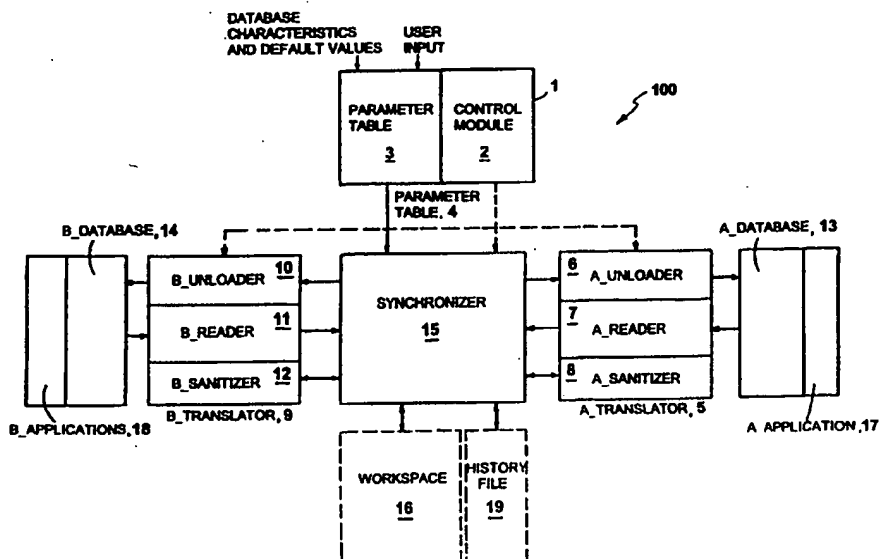 DATABASE
CHARACTERISTICS
AND DEFAULT VALUES
USER
INPUT
1
100
PARAMETER
TABLE
3
CONTROL
MODULE
2
PARAMETER
TABLE, 4
B_DATABASE, 14
A_DATABASE, 13
B_UNLOADER 10
B_READER 11
B_SANITIZER 12
SYNCHRONIZER
15
6 A_UNLOADER
7 A_READER
8 A_SANITIZER
B_APPLICATIONS, 18
B_TRANSLATOR, 9
A_TRANSLATOR, 5
A APPLICATION, 17
WORKSPACE
16
HISTORY
FILE
19